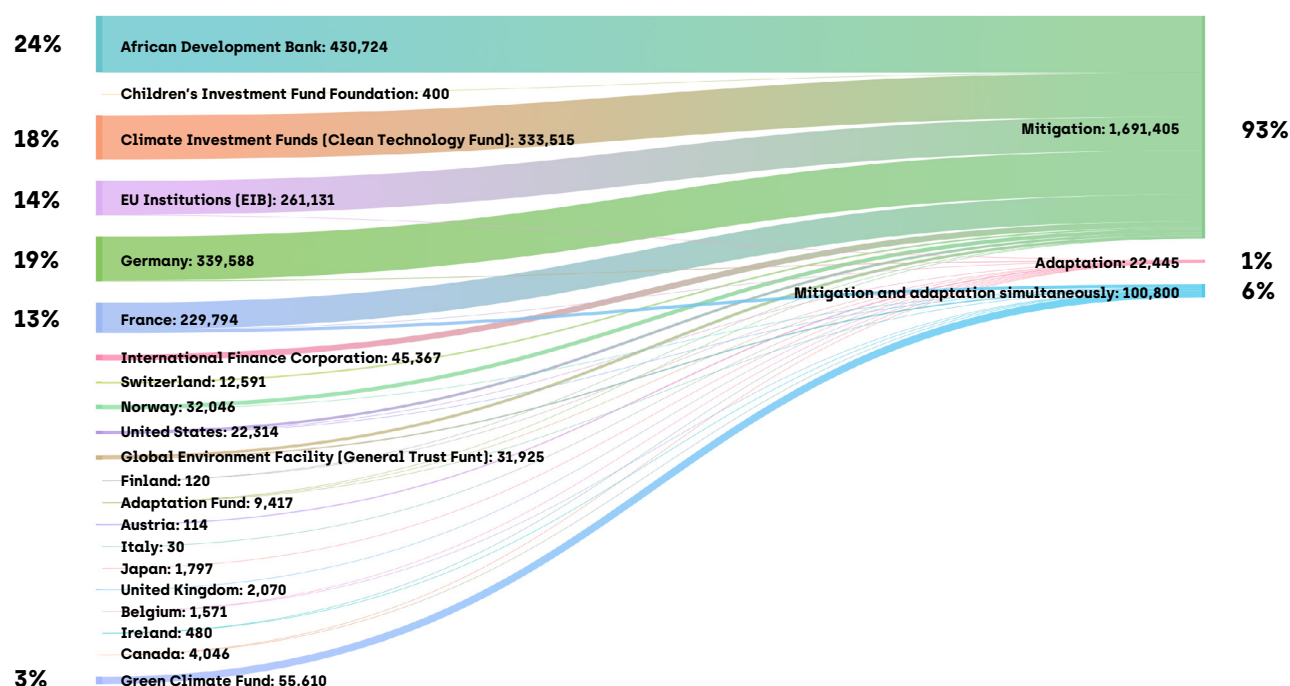 24%
African Development Bank: 430,724
Children's Investment Fund Foundation: 400
18%
Climate Investment Funds (Clean Technology Fund): 333,515
Mitigation: 1,691,405
93%
14%
EU Institutions (EIB): 261,131
19%
Germany: 339,588
Adaptation: 22,445
1%
Mitigation and adaptation simultaneously: 100,800
6%
13%
France: 229,794
International Finance Corporation: 45,367
Switzerland: 12,591
Norway: 32,046
United States: 22,314
Global Environment Facility (General Trust Funt): 31,925
Finland: 120
Adaptation Fund: 9,417
Austria: 114
Italy: 30
Japan: 1,797
United Kingdom: 2,070
Belgium: 1,571
Ireland: 480
Canada: 4,046
3%
Green Climate Fund: 55,610